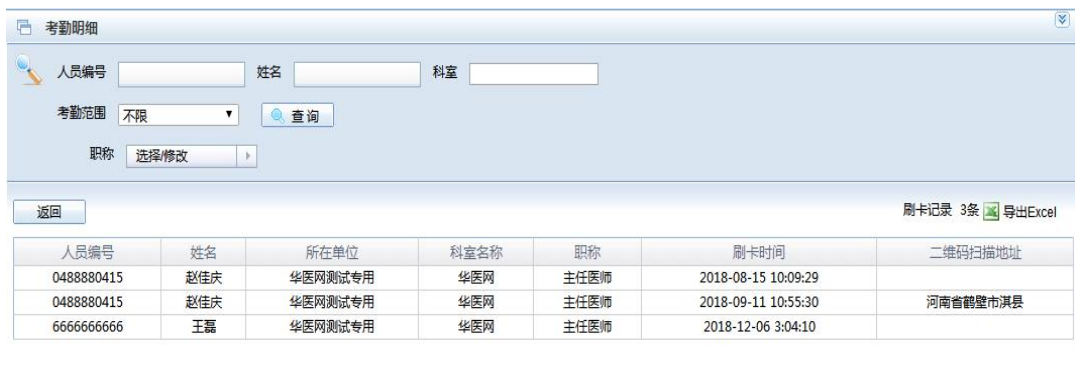 考勤明细
人员编号 姓名 科室
考勤范围 不限 查询
职称 选择/修改
返回 刷卡记录 3条 导出Excel
人员编号 姓名 所在单位 科室名称 职称 刷卡时间 二维码扫描地址
0488880415 赵佳庆 华医网测试专用 华医网 主任医师 2018-08-15 10:09:29
0488880415 赵佳庆 华医网测试专用 华医网 主任医师 2018-09-11 10:55:30 河南省鹤壁市淇县
6666666666 王磊 华医网测试专用 华医网 主任医师 2018-12-06 3:04:10